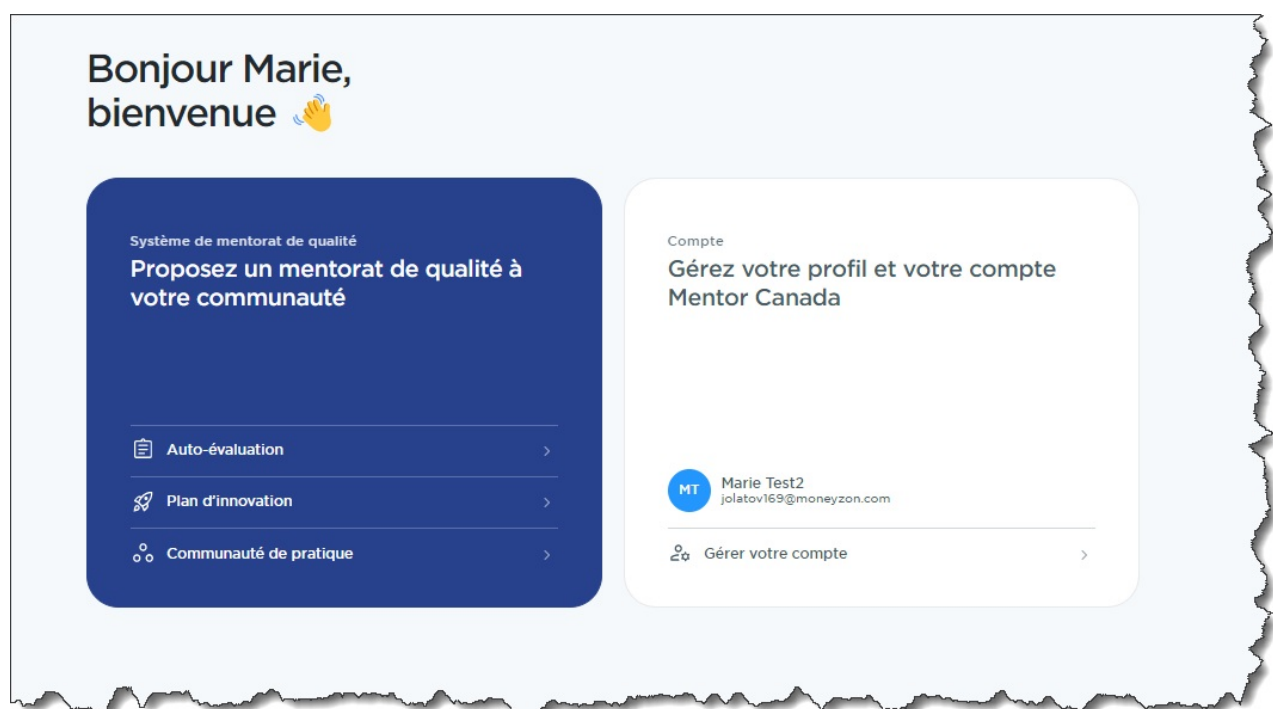 Bonjour Marie,
bienvenue 👋
Système de mentorat de qualité
Proposez un mentorat de qualité à
votre communauté
Auto-évaluation
Plan d'innovation
Communauté de pratique
Compte
Gérez votre profil et votre compte
Mentor Canada
MT
Marie Test2
jolatov169@moneyzon.com
Gérer votre compte